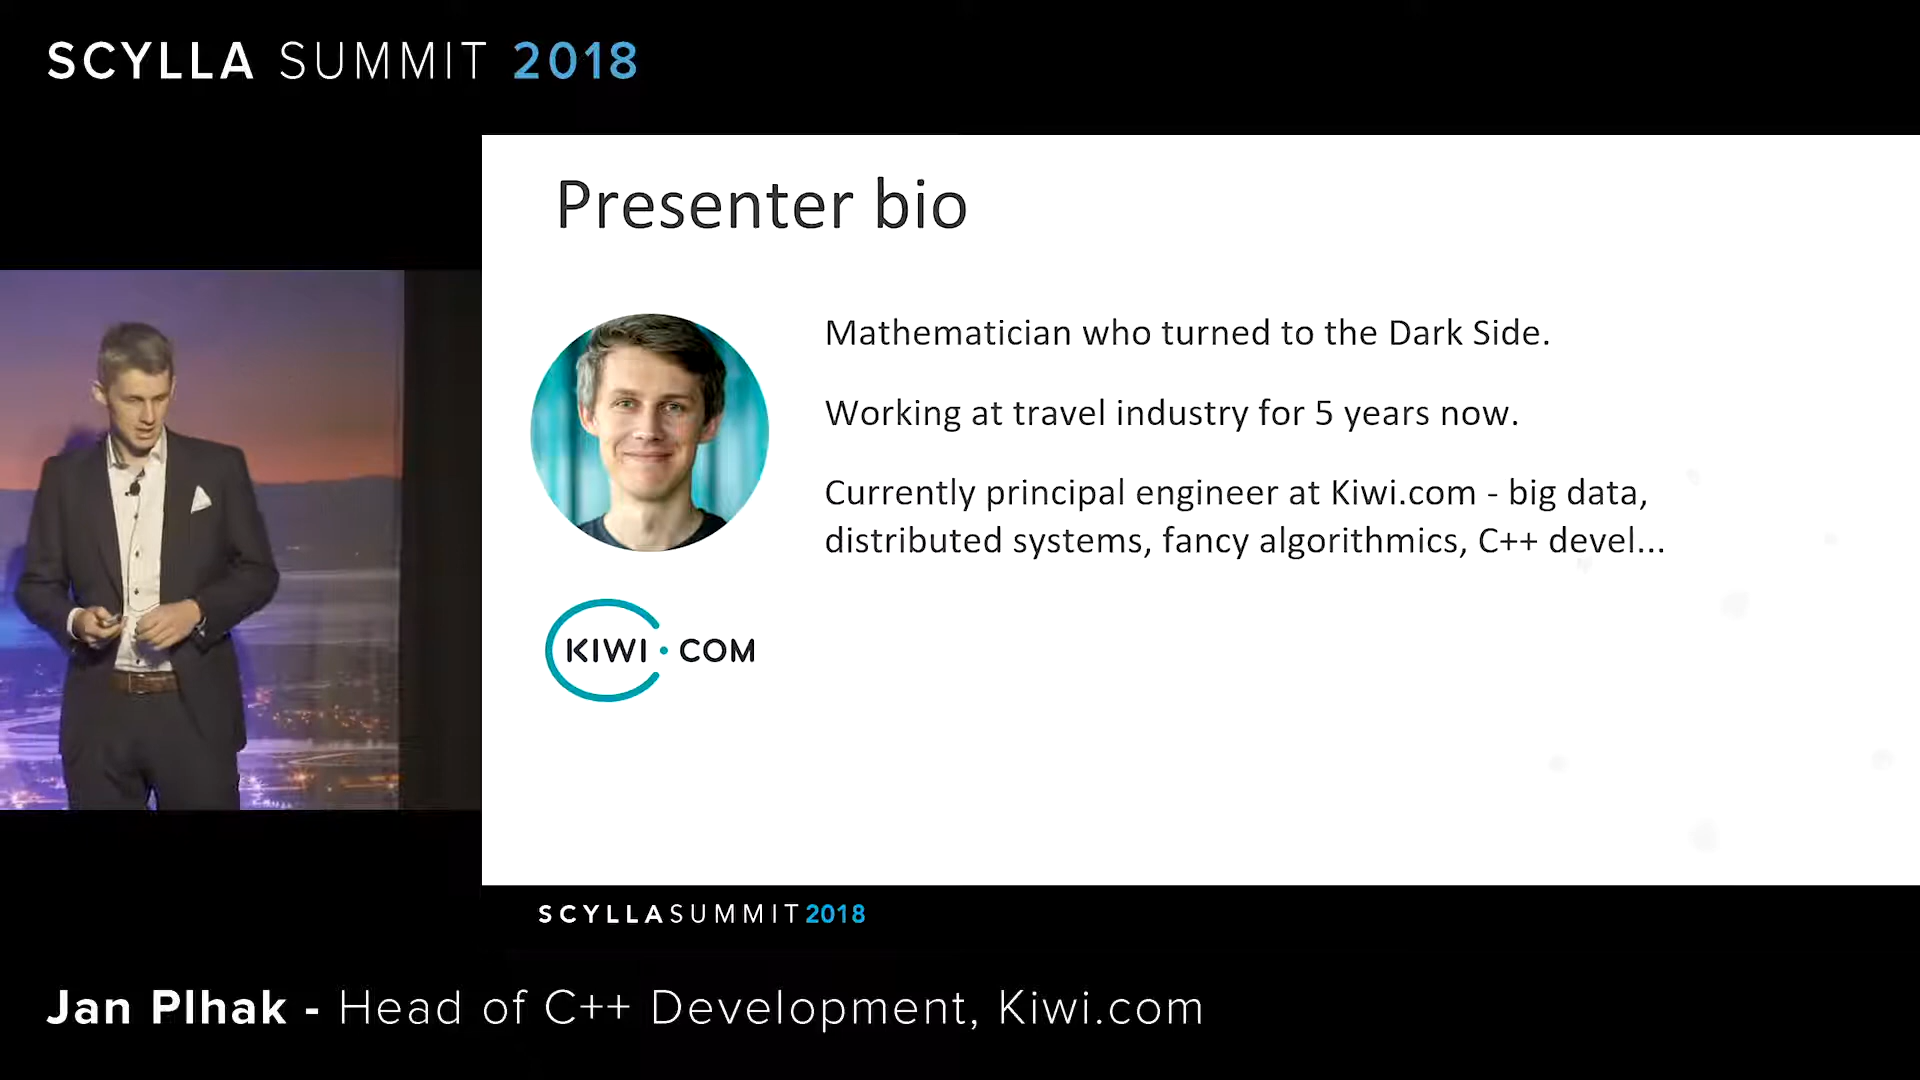 SCYLLA SUMMIT 2018
Presenter bio
Mathematician who turned to the Dark Side.
Working at travel industry for 5 years now.
Currently principal engineer at Kiwi.com - big data,
distributed systems, fancy algorithmics, C++ devel...
KIWI.COM
SCYLLASUMMIT2018
Jan Plhak - Head of C++ Development, Kiwi.com